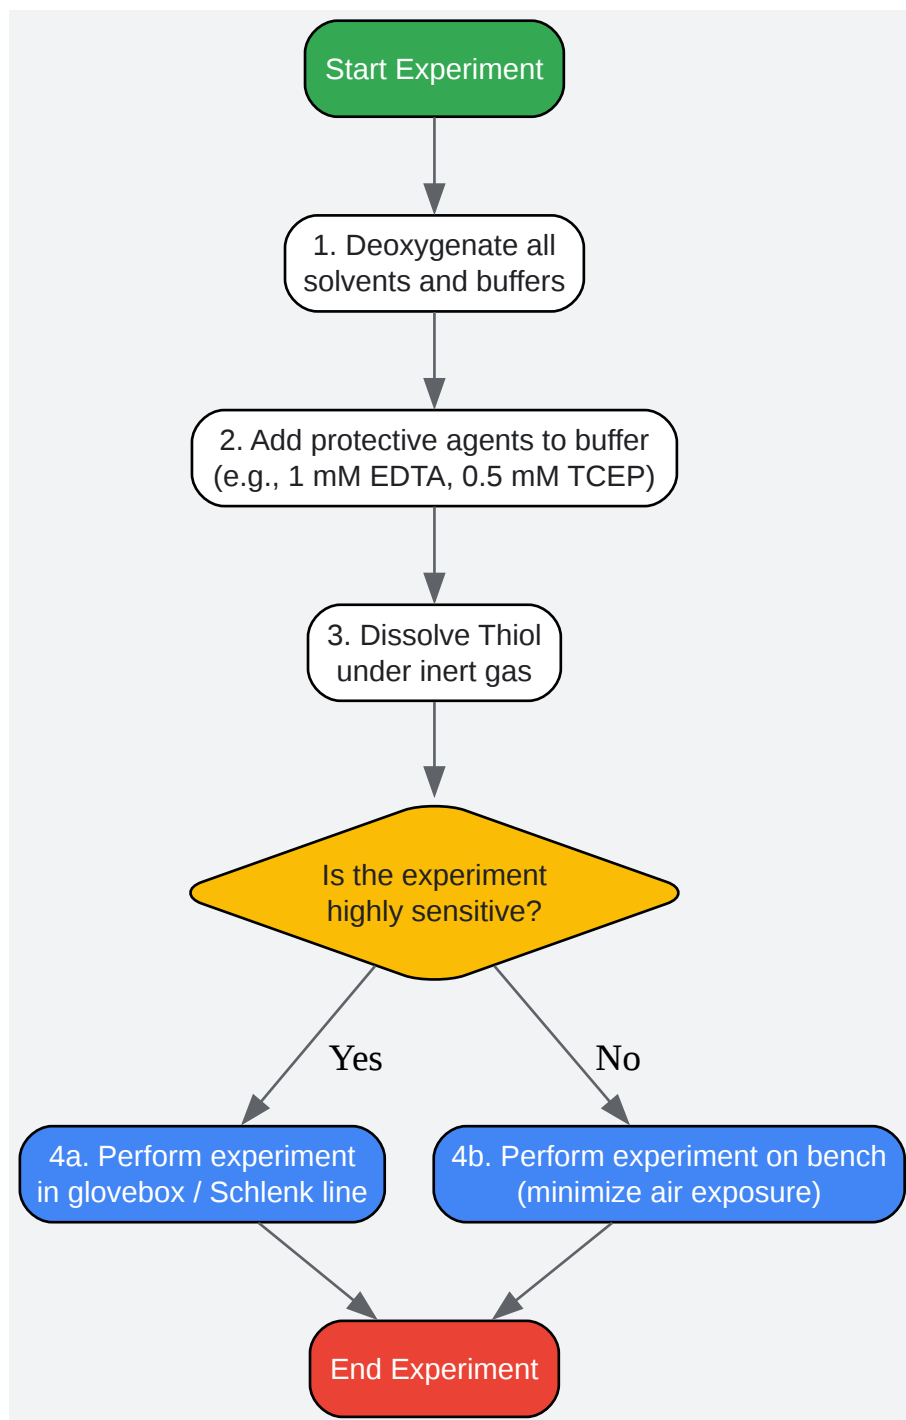 Start Experiment
1. Deoxygenate all
solvents and buffers
2. Add protective agents to buffer
(e.g., 1 mM EDTA, 0.5 mM TCEP)
3. Dissolve Thiol
under inert gas
Is the experiment
highly sensitive?
Yes
No
4a. Perform experiment
in glovebox / Schlenk line
4b. Perform experiment on bench
(minimize air exposure)
End Experiment